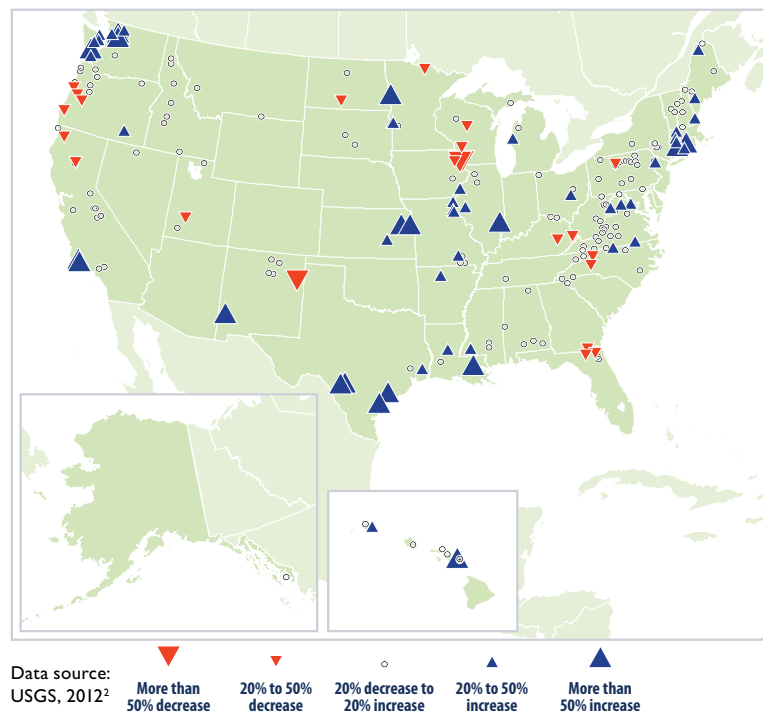 Data source:
USGS, 2012²
More than
50% decrease
20% to 50%
decrease
20% decrease to
20% increase
20% to 50%
increase
More than
50% increase